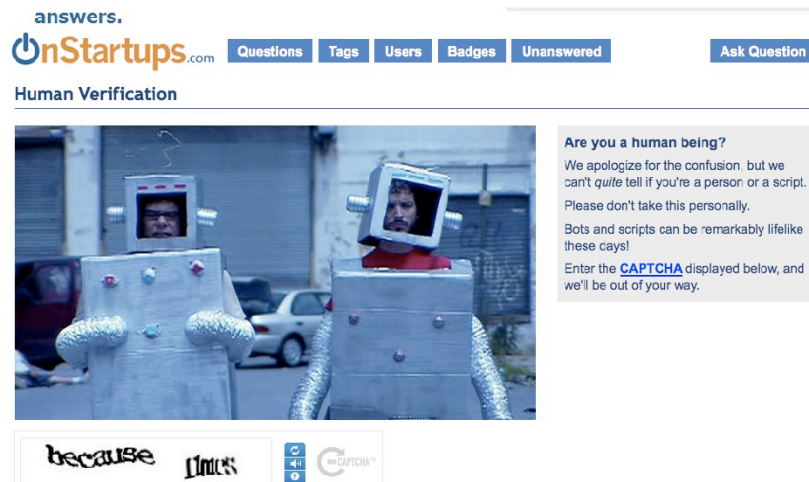 answers.
OnStartups.com
Questions Tags Users Badges Unanswered Ask Question
Human Verification
Are you a human being?
We apologize for the confusion, but we
can't quite tell if you're a person or a script.
Please don't take this personally.
Bots and scripts can be remarkably lifelike
these days!
Enter the CAPTCHA displayed below, and
we'll be out of your way.
because
CAPTCHA